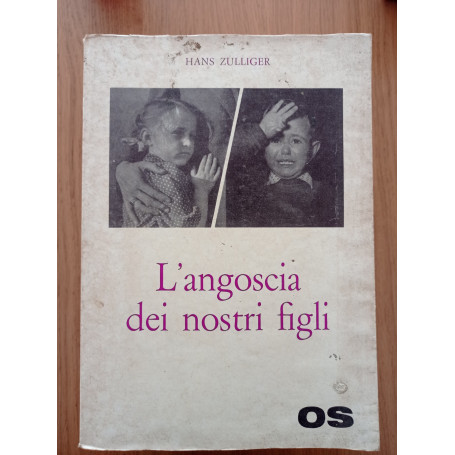 HANS ZULLIGER
L'angoscia
dei nostri figli
OS